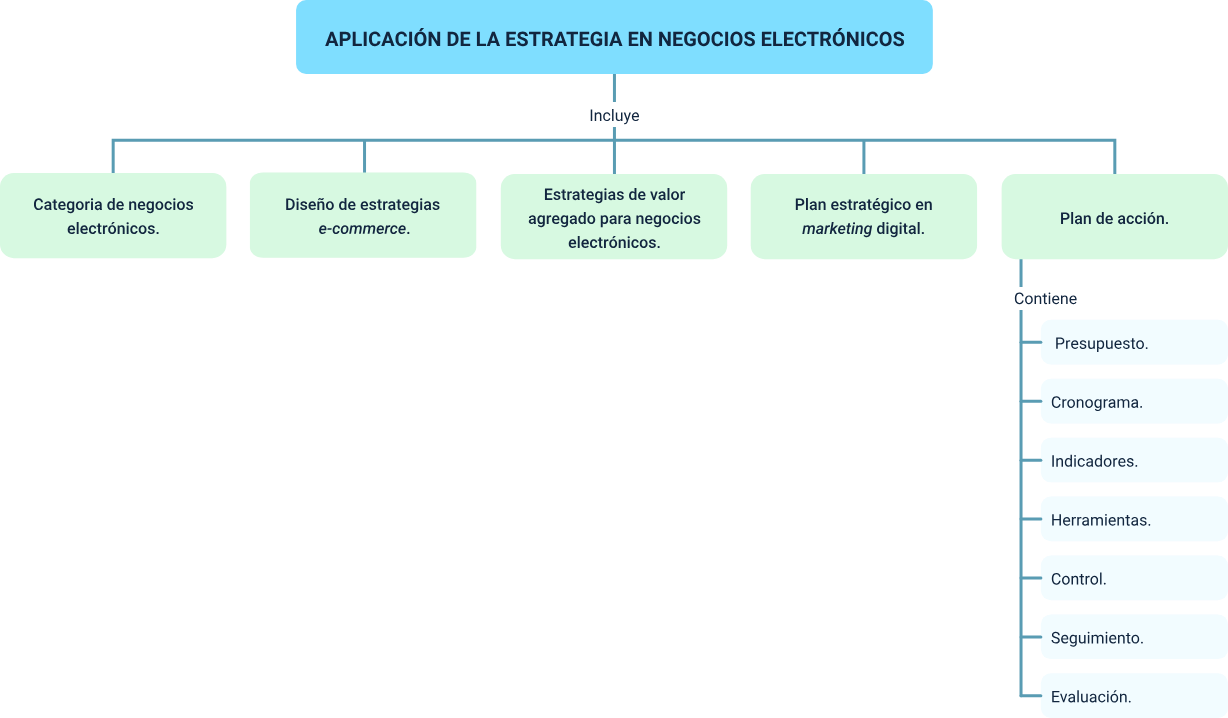 APLICACIÓN DE LA ESTRATEGIA EN NEGOCIOS ELECTRÓNICOS
Incluye
Categoria de negocios
electrónicos.
Diseño de estrategias
e-commerce.
Estrategias de valor
agregado para negocios
electrónicos.
Plan estratégico en
marketing digital.
Plan de acción.
Contiene
Presupuesto.
Cronograma.
Indicadores.
Herramientas.
Control.
Seguimiento.
Evaluación.